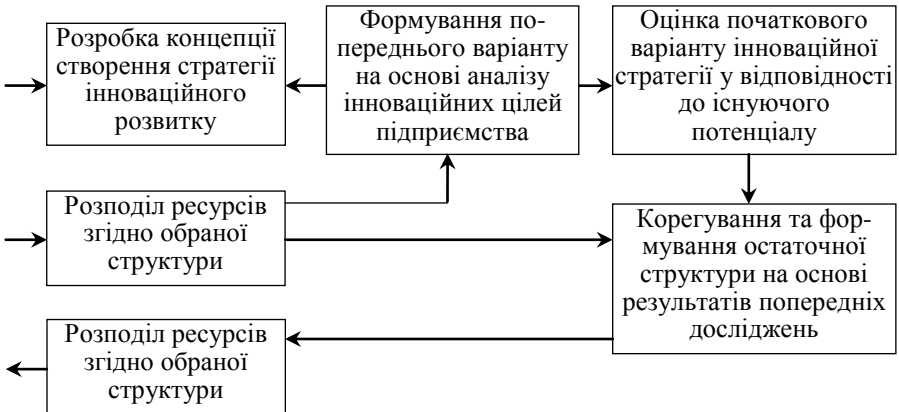 Розробка концепції
створення стратегії
інноваційного
розвитку
Формування по-
переднього варіанту
на основі аналізу
інноваційних цілей
підприємства
Оцінка початкового
варіанту інноваційної
стратегії у відповідності
до існуючого
потенціалу
Розподіл ресурсів
згідно обраної
структури
Корегування та фор-
мування остаточної
структури на основі
результатів попередніх
досліджень
Розподіл ресурсів
згідно обраної
структури